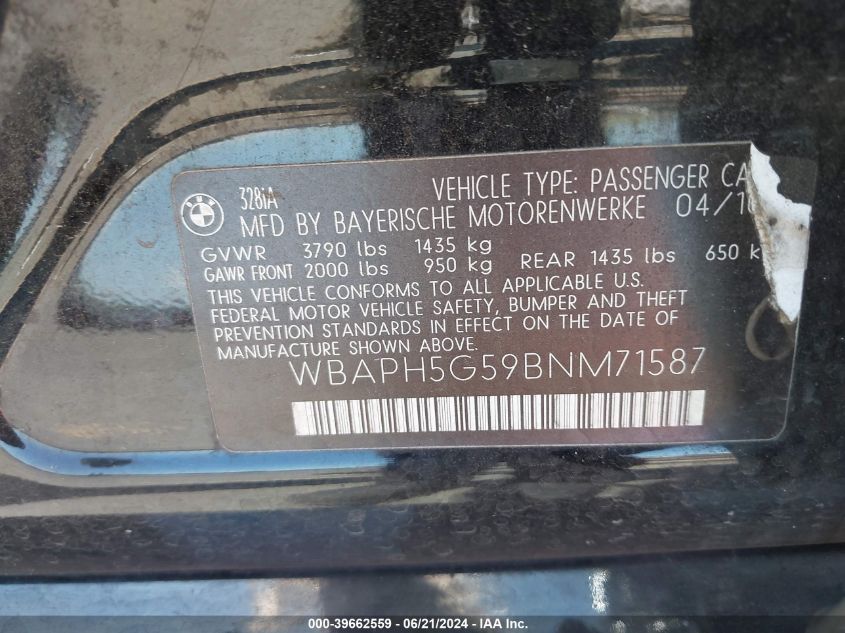 BMW
328iA
VEHICLE TYPE: PASSENGER CA
MFD BY BAYERISCHE MOTORENWERKE 04/10
GVWR 3790 lbs 1435 kg
GAWR FRONT 2000 lbs 950 kg REAR 1435 lbs 650 k
THIS VEHICLE CONFORMS TO ALL APPLICABLE U.S.
FEDERAL MOTOR VEHICLE SAFETY, BUMPER AND THEFT
PREVENTION STANDARDS IN EFFECT ON THE DATE OF
MANUFACTURE SHOWN ABOVE.
WBAPH5G59BNM71587
000-39662559 - 06/21/2024 - IAA Inc.